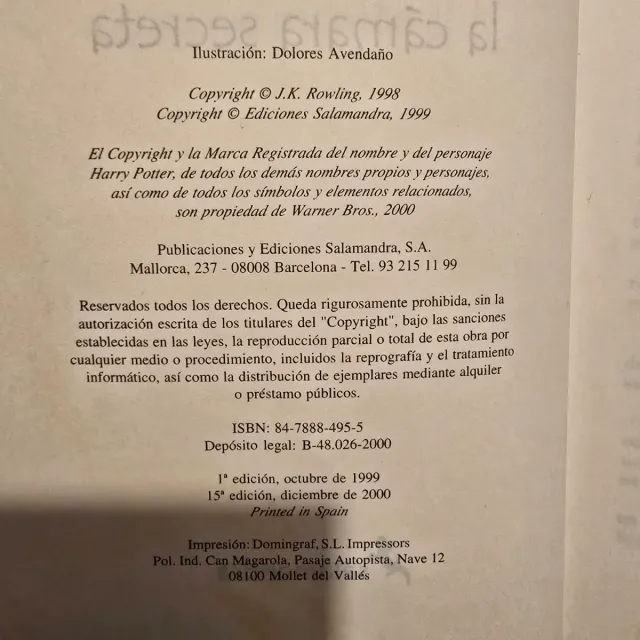 la cámara secreta
Ilustración: Dolores Avendaño
Copyright © J.K. Rowling, 1998
Copyright © Ediciones Salamandra, 1999
El Copyright y la Marca Registrada del nombre y del personaje
Harry Potter, de todos los demás nombres propios y personajes,
así como de todos los símbolos y elementos relacionados,
son propiedad de Warner Bros., 2000
Publicaciones y Ediciones Salamandra, S.A.
Mallorca, 237 - 08008 Barcelona - Tel. 93 215 11 99
Reservados todos los derechos. Queda rigurosamente prohibida, sin la
autorización escrita de los titulares del "Copyright", bajo las sanciones
establecidas en las leyes, la reproducción parcial o total de esta obra por
cualquier medio o procedimiento, incluidos la reprografía y el tratamiento
informático, así como la distribución de ejemplares mediante alquiler
o préstamo públicos.
ISBN: 84-7888-495-5
Depósito legal: B-48.026-2000
1ª edición, octubre de 1999
15ª edición, diciembre de 2000
Printed in Spain
Impresión: Domingraf, S.L. Impressors
Pol. Ind. Can Magarola, Pasaje Autopista, Nave 12
08100 Mollet del Vallés